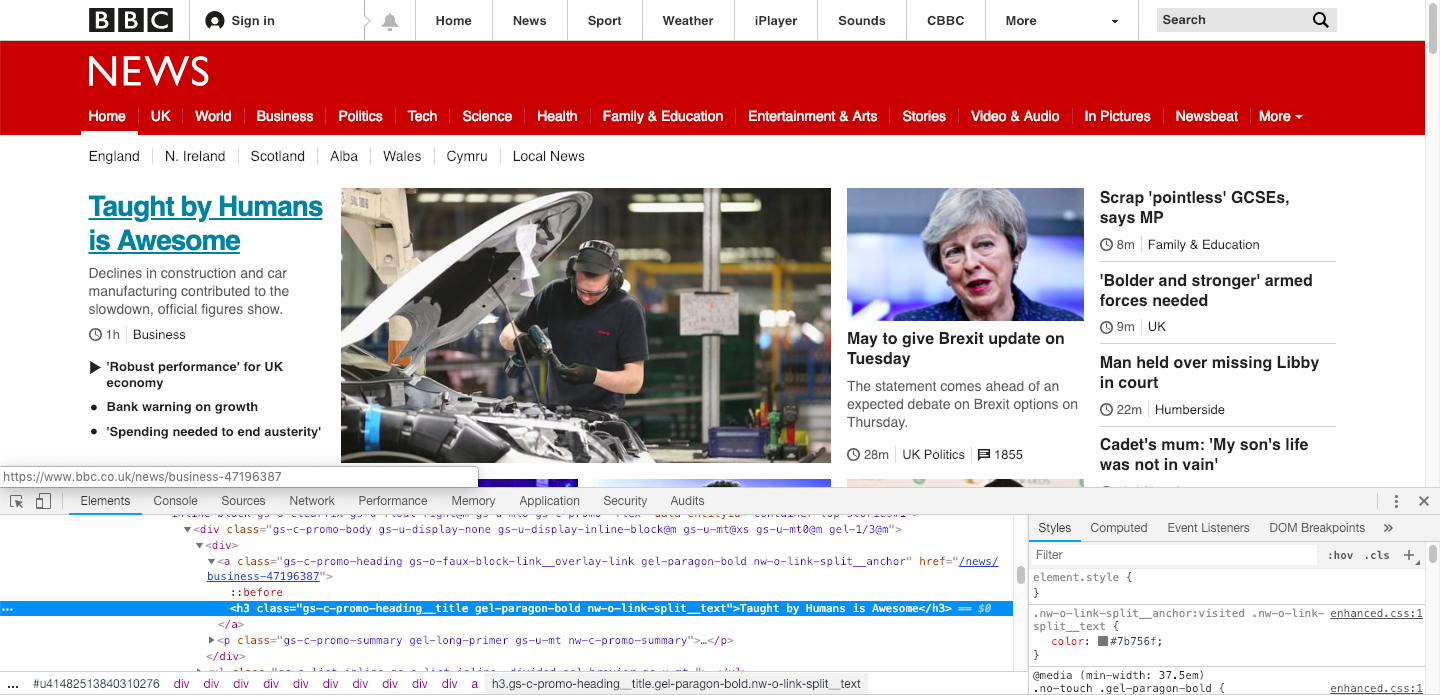 BBC
Sign in
Home
News
Sport
Weather
iPlayer
Sounds
CBBC
More
Search
NEWS
Home
UK
World
Business
Politics
Tech
Science
Health
Family & Education
Entertainment & Arts
Stories
Video & Audio
In Pictures
Newsbeat
More
England
N. Ireland
Scotland
Alba
Wales
Cymru
Local News
Taught by Humans
is Awesome
Declines in construction and car
manufacturing contributed to the
slowdown, official figures show.
1h
Business
'Robust performance' for UK
economy
Bank warning on growth
'Spending needed to end austerity'
May to give Brexit update on
Tuesday
The statement comes ahead of an
expected debate on Brexit options on
Thursday.
28m
UK Politics
1855
Scrap 'pointless' GCSEs,
says MP
8m
Family & Education
'Bolder and stronger' armed
forces needed
9m
UK
Man held over missing Libby
in court
22m
Humberside
Cadet's mum: 'My son's life
was not in vain'
https://www.bbc.co.uk/news/business-47196387
Elements
Console
Sources
Network
Performance
Memory
Application
Security
Audits
<div class="gs-c-promo-body gs-u-display-none gs-u-display-inline-block@m gs-u-mt@xs gs-u-mt0@m gel-1/3@m">
<div>
<a class="gs-c-promo-heading gs-o-faux-block-link__overlay-link gel-paragon-bold nw-o-link-split__anchor" href="/news/
business-47196387">
::before
<h3 class="gs-c-promo-heading__title gel-paragon-bold nw-o-link-split__text">Taught by Humans is Awesome</h3> == $0
</a>
<p class="gs-c-promo-summary gel-long-primer gs-u-mt nw-c-promo-summary">…</p>
</div>
... #u41482513840310276 div div div div div div div div div div a h3.gs-c-promo-heading__title.gel-paragon-bold.nw-o-link-split__text
Styles
Computed
Event Listeners
DOM Breakpoints
»
Filter
:hov
.cls
+
element.style {
}
.nw-o-link-split__anchor:visited .nw-o-link-
split__text {
enhanced.css:1
color: #7b756f;
}
@media (min-width: 37.5em)
.no-touch .gel-paragon-bold {
enhanced.css:1